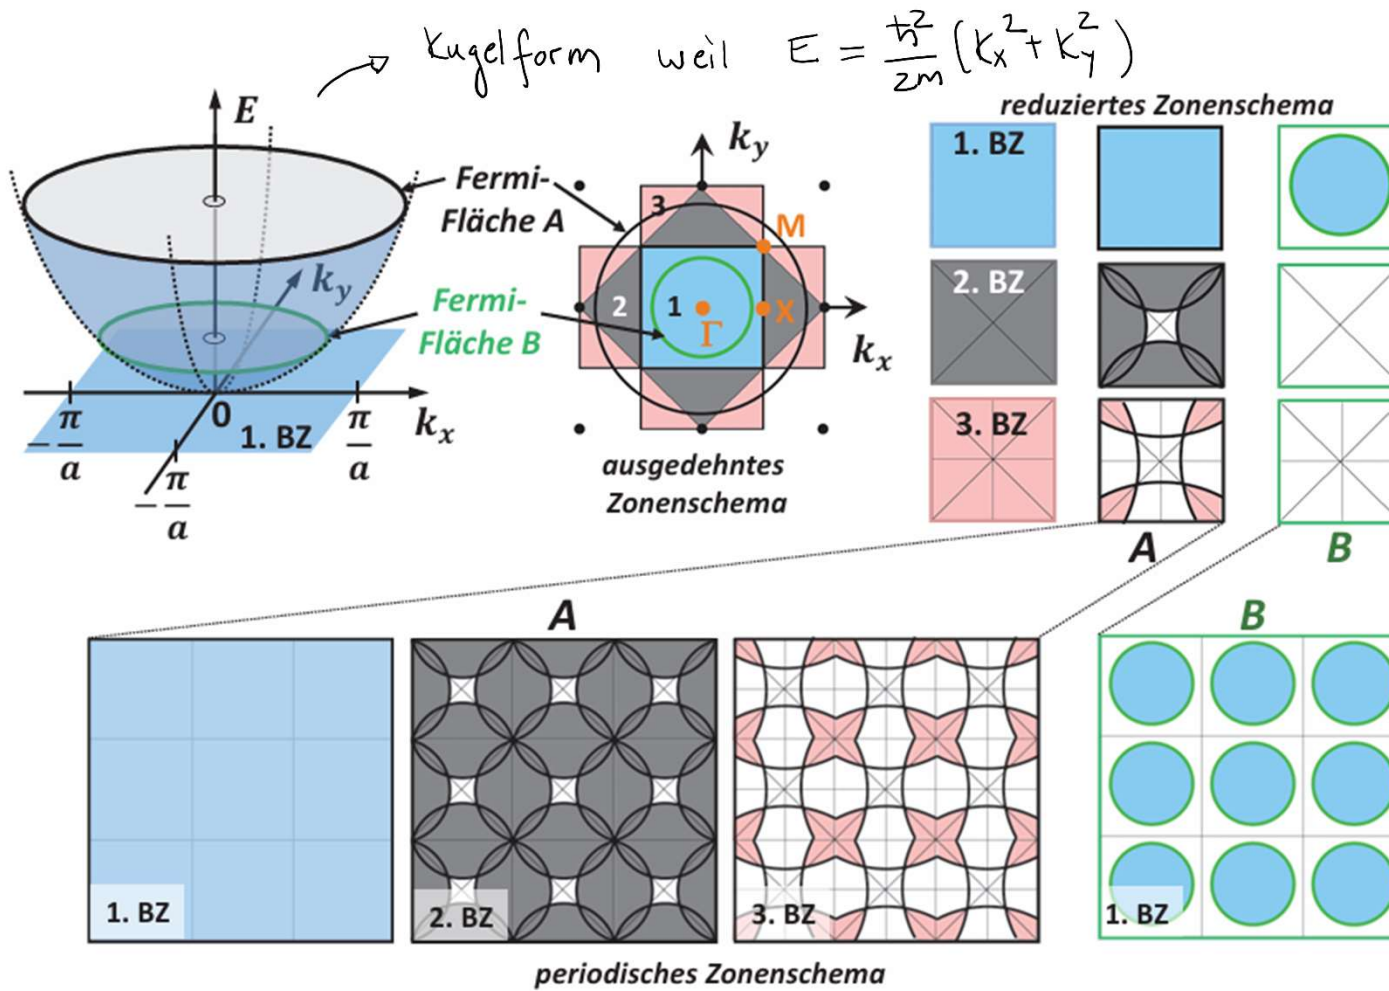 Kugelform weil E = ℏ²/2m (kx² + ky²)
reduziertes Zonenschema
E
ky
Fermi-
Fläche A
Fermi-
Fläche B
ky
kx
0
1. BZ
-π/a
π/a
-π/a
ky
kx
3
M
2
1
Γ
X
ausgedehntes
Zonenschema
1. BZ
2. BZ
3. BZ
A
B
A
B
1. BZ
2. BZ
3. BZ
1. BZ
periodisches Zonenschema